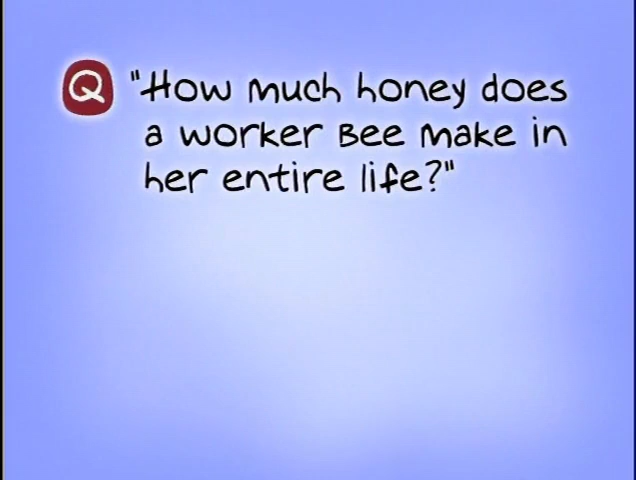 Q "How much honey does
a worker Bee make in
her entire life?"